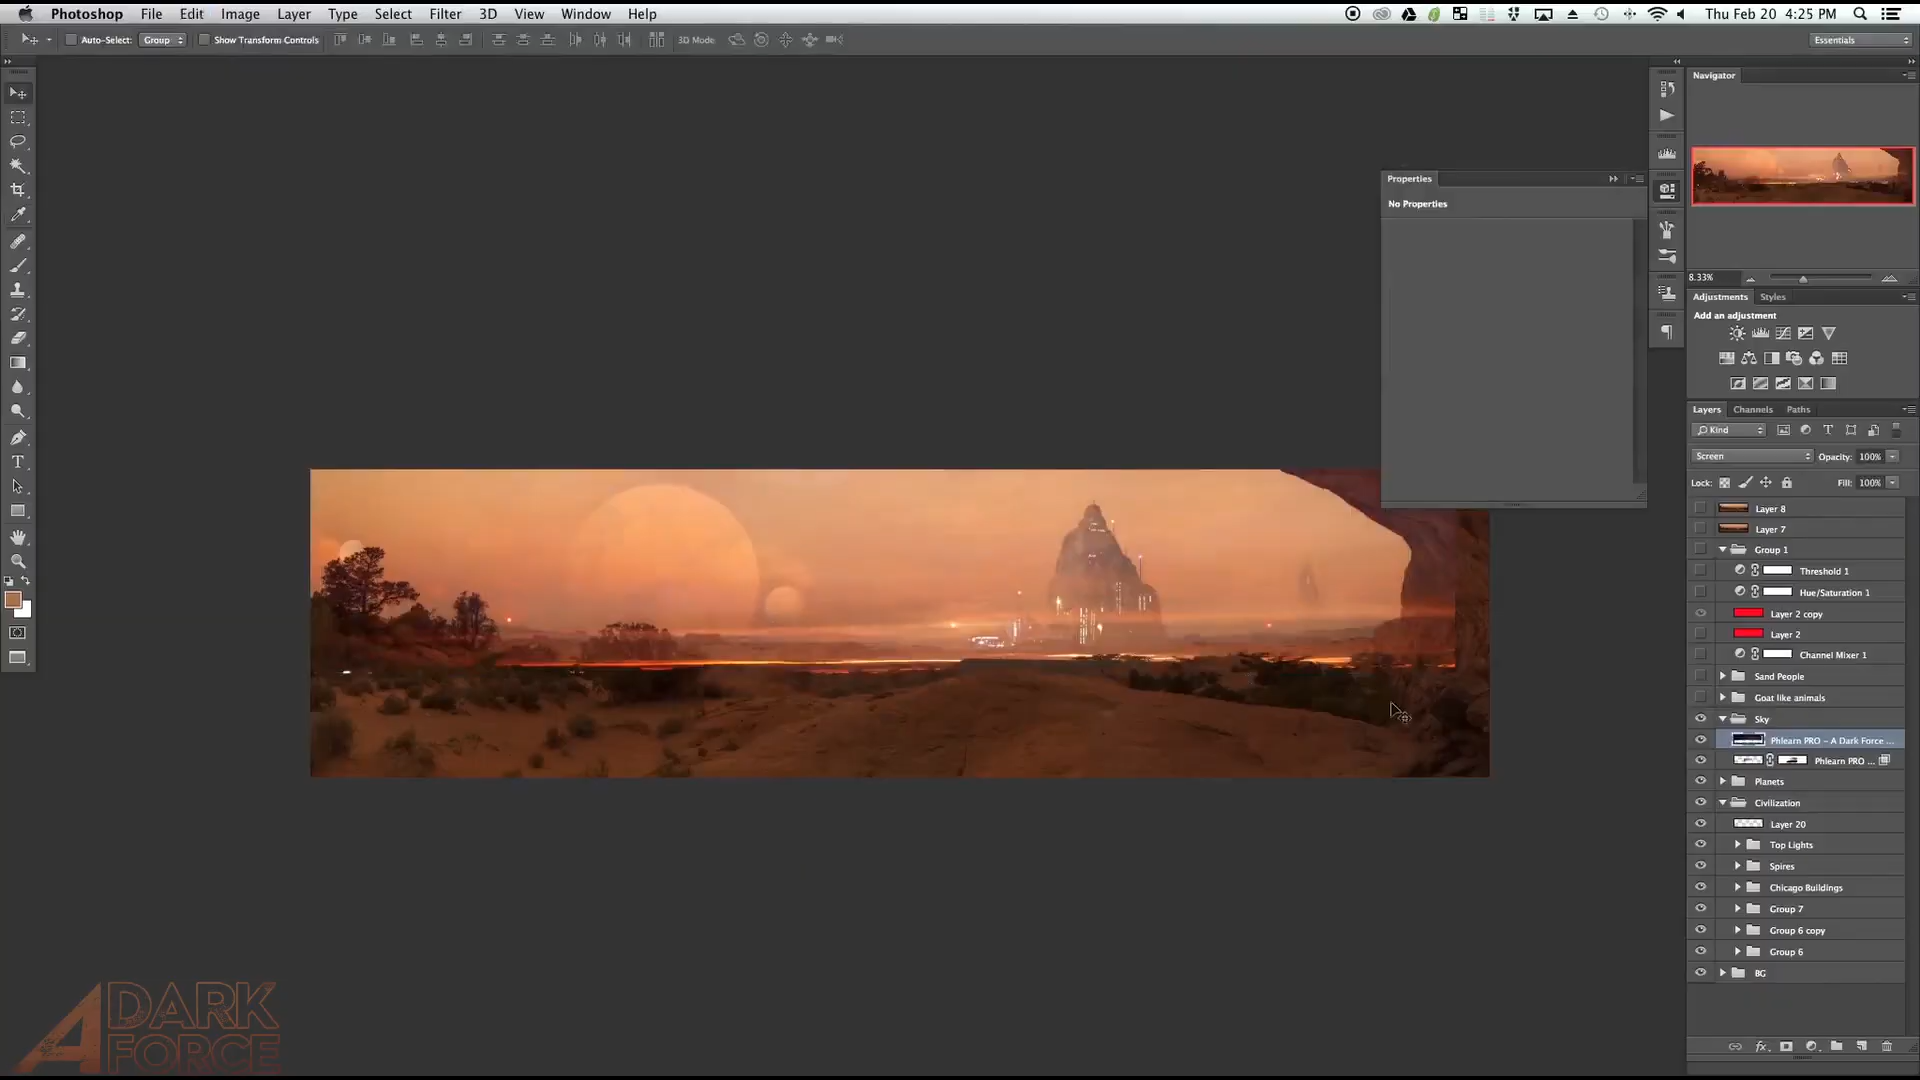 Photoshop File Edit Image Layer Type Select Filter 3D View Window Help Thu Feb 20 4:25 PM
Auto-Select: Group Show Transform Controls 3D Mode: Essentials
Navigator
Properties
No Properties
8.33%
Adjustments Styles
Add an adjustment
Layers Channels Paths
Kind
Screen Opacity: 100%
Lock: Fill: 100%
Layer 8
Layer 7
Group 1
Threshold 1
Hue/Saturation 1
Layer 2 copy
Layer 2
Channel Mixer 1
Sand People
Goat like animals
Sky
Phlearn PRO – A Dark Force ...
Phlearn PRO ...
Planets
Civilization
Layer 20
Top Lights
Spires
Chicago Buildings
Group 7
Group 6 copy
Group 6
BG
A DARK
FORCE